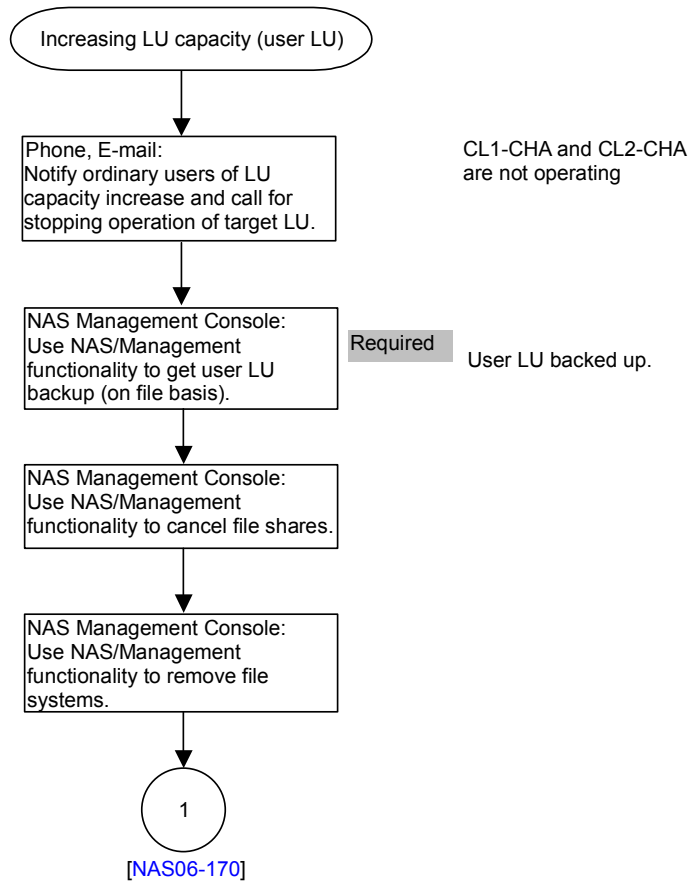 Increasing LU capacity (user LU)
Phone, E-mail:
Notify ordinary users of LU
capacity increase and call for
stopping operation of target LU.
CL1-CHA and CL2-CHA
are not operating
NAS Management Console:
Use NAS/Management
functionality to get user LU
backup (on file basis).
Required
User LU backed up.
NAS Management Console:
Use NAS/Management
functionality to cancel file shares.
NAS Management Console:
Use NAS/Management
functionality to remove file
systems.
1
[NAS06-170]